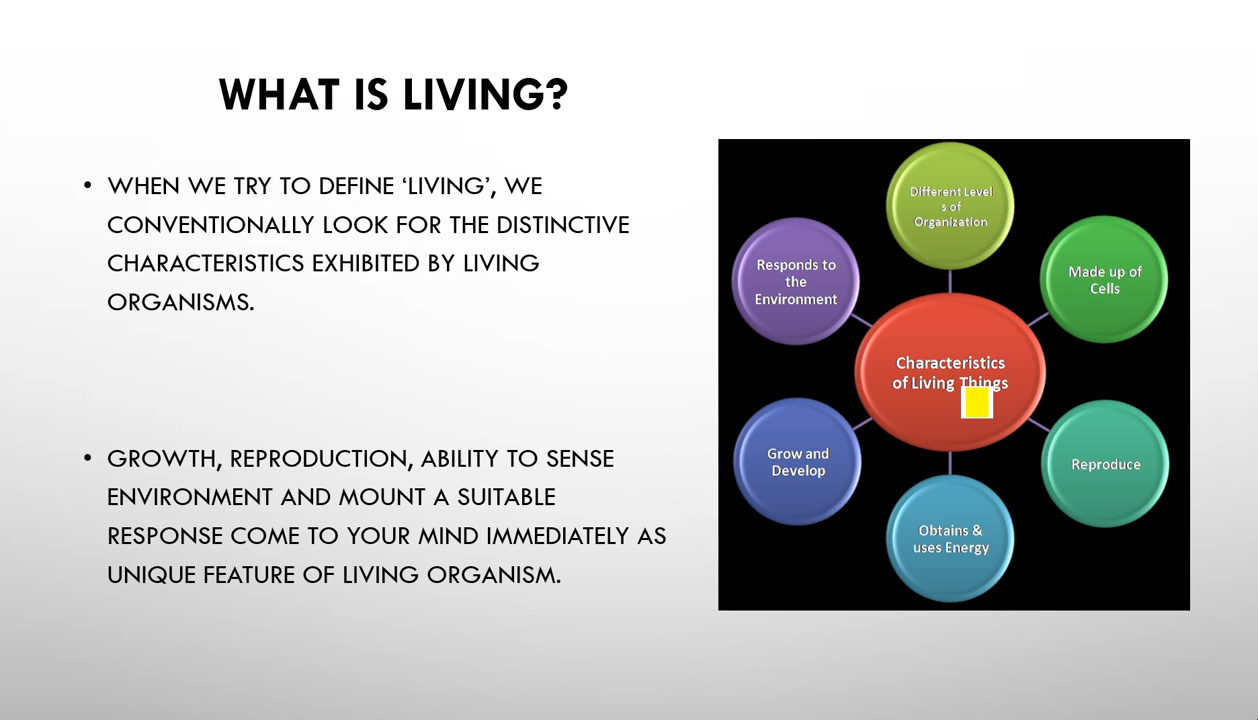 WHAT IS LIVING?
• WHEN WE TRY TO DEFINE ‘LIVING’, WE
CONVENTIONALLY LOOK FOR THE DISTINCTIVE
CHARACTERISTICS EXHIBITED BY LIVING
ORGANISMS.
• GROWTH, REPRODUCTION, ABILITY TO SENSE
ENVIRONMENT AND MOUNT A SUITABLE
RESPONSE COME TO YOUR MIND IMMEDIATELY AS
UNIQUE FEATURE OF LIVING ORGANISM.
Different Level
s of
Organization
Made up of
Cells
Reproduce
Obtains &
uses Energy
Grow and
Develop
Responds to
the
Environment
Characteristics
of Living Things